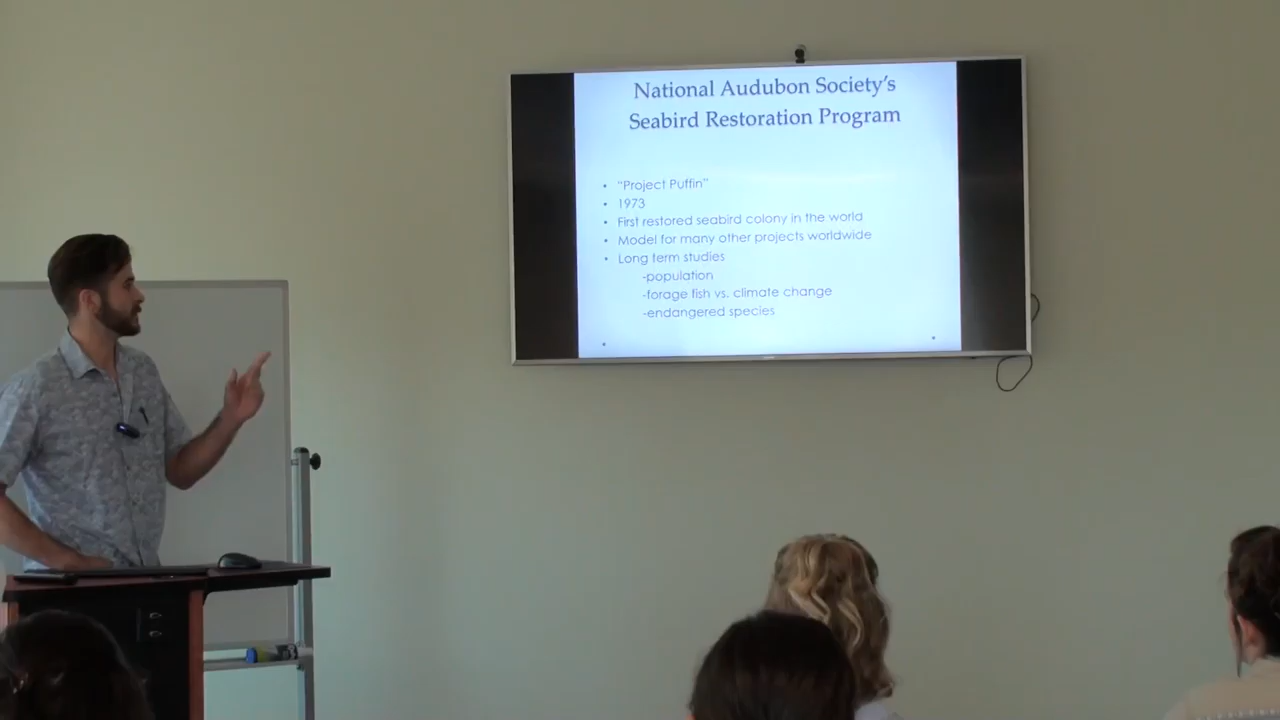 National Audubon Society's
Seabird Restoration Program
• "Project Puffin"
• 1973
• First restored seabird colony in the world
• Model for many other projects worldwide
• Long term studies
-population
-forage fish vs. climate change
-endangered species